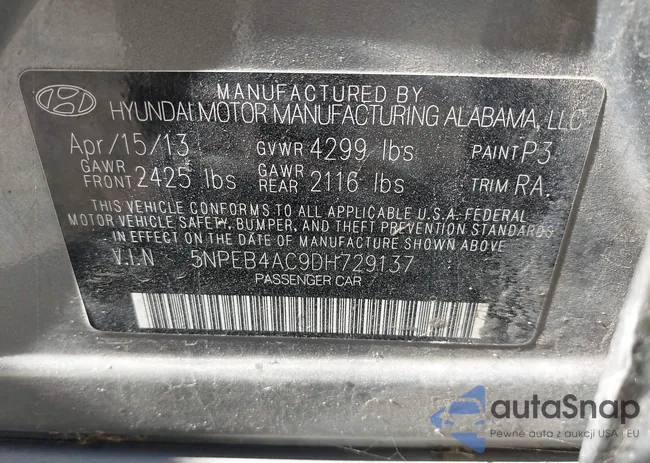 MANUFACTURED BY
HYUNDAI MOTOR MANUFACTURING ALABAMA, LLC
Apr/15/13 GVWR 4299 lbs PAINT P3
GAWR FRONT 2425 lbs GAWR REAR 2116 lbs TRIM RA
THIS VEHICLE CONFORMS TO ALL APPLICABLE U.S.A. FEDERAL
MOTOR VEHICLE SAFETY, BUMPER, AND THEFT PREVENTION STANDARDS
IN EFFECT ON THE DATE OF MANUFACTURE SHOWN ABOVE
V.I.N 5NPEB4AC9DH729137
PASSENGER CAR
autaSnap
Pewne auta z aukcji USA i EU